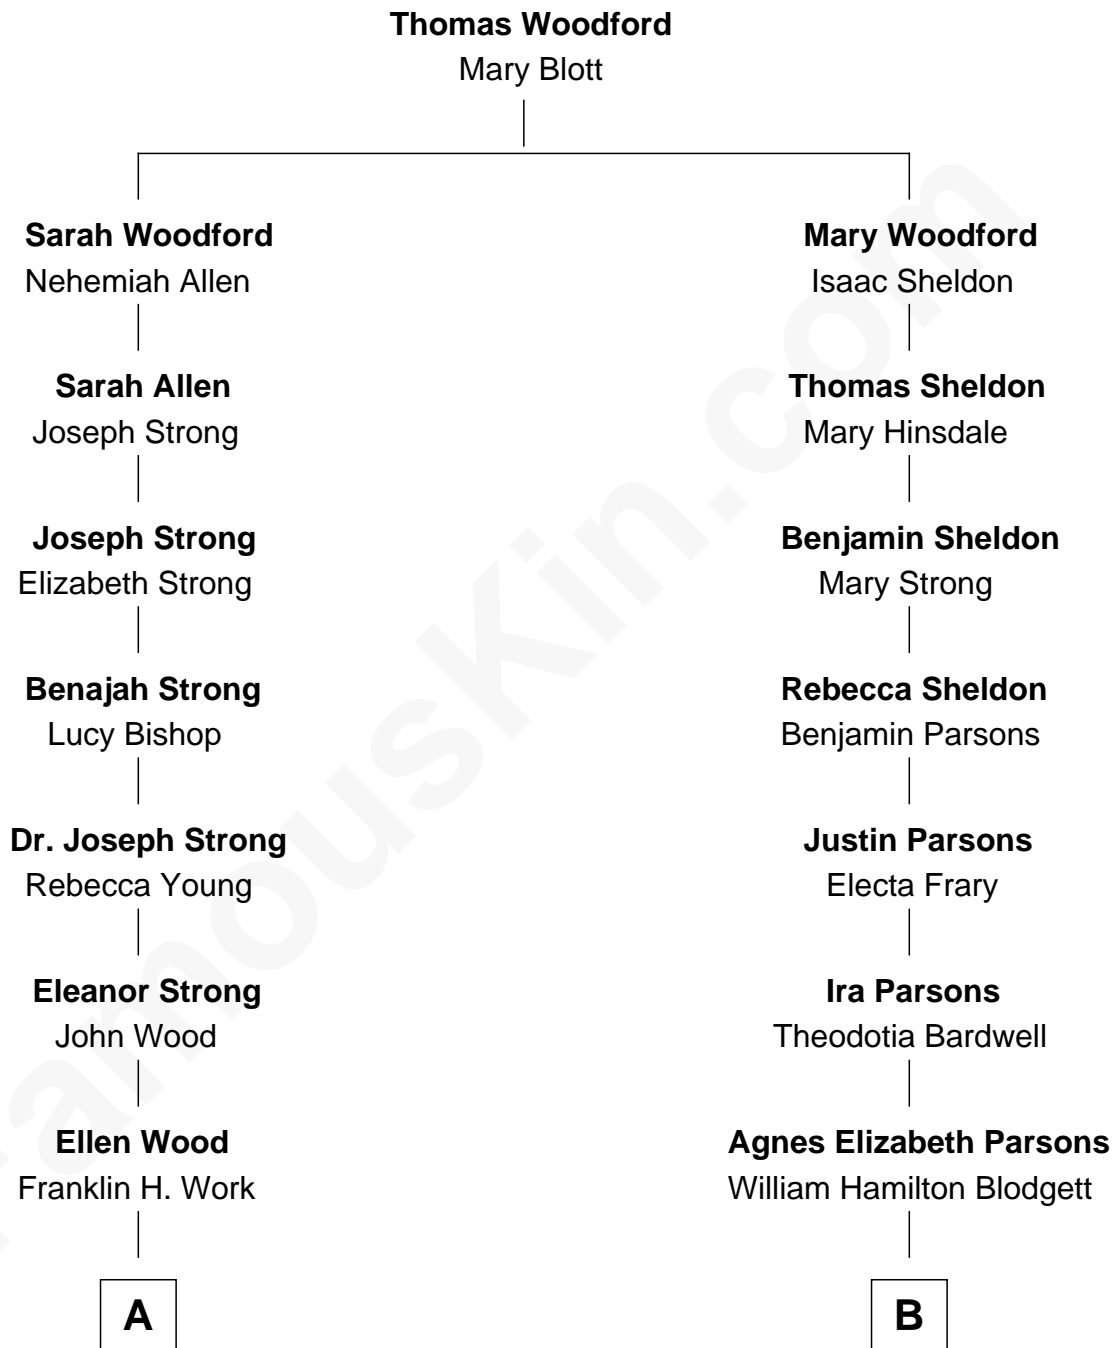 Thomas Woodford
Mary Blott
Sarah Woodford
Nehemiah Allen
Mary Woodford
Isaac Sheldon
Sarah Allen
Joseph Strong
Thomas Sheldon
Mary Hinsdale
Joseph Strong
Elizabeth Strong
Benjamin Sheldon
Mary Strong
Benajah Strong
Lucy Bishop
Rebecca Sheldon
Benjamin Parsons
Dr. Joseph Strong
Rebecca Young
Justin Parsons
Electa Frary
Eleanor Strong
John Wood
Ira Parsons
Theodotia Bardwell
Ellen Wood
Franklin H. Work
Agnes Elizabeth Parsons
William Hamilton Blodgett
A
B
FamousKin.com